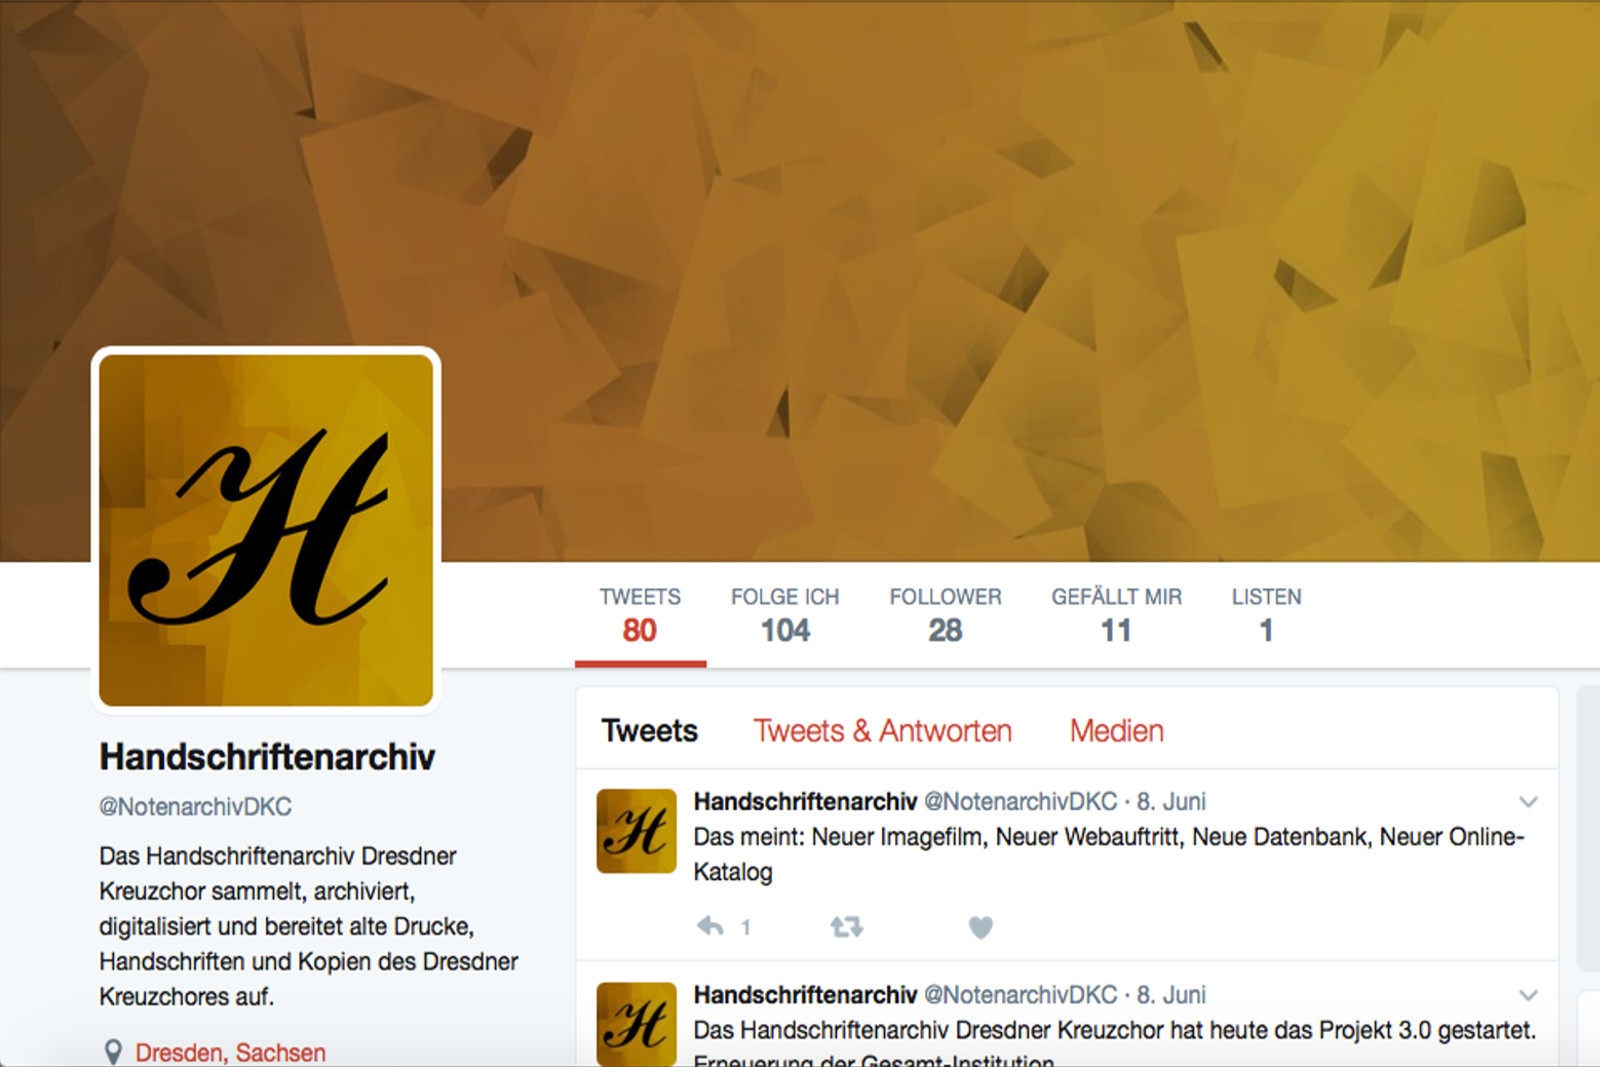 H
TWEETS FOLGE ICH FOLLOWER GEFÄLLT MIR LISTEN
80 104 28 11 1
Handschriftenarchiv
@NotenarchivDKC
Das Handschriftenarchiv Dresdner
Kreuzchor sammelt, archiviert,
digitalisiert und bereitet alte Drucke,
Handschriften und Kopien des Dresdner
Kreuzchores auf.
Dresden, Sachsen
Tweets Tweets & Antworten Medien
H
Handschriftenarchiv @NotenarchivDKC · 8. Juni
Das meint: Neuer Imagefilm, Neuer Webauftritt, Neue Datenbank, Neuer Online-
Katalog
1
H
Handschriftenarchiv @NotenarchivDKC · 8. Juni
Das Handschriftenarchiv Dresdner Kreuzchor hat heute das Projekt 3.0 gestartet.
Erneuerung der Gesamt-Institution